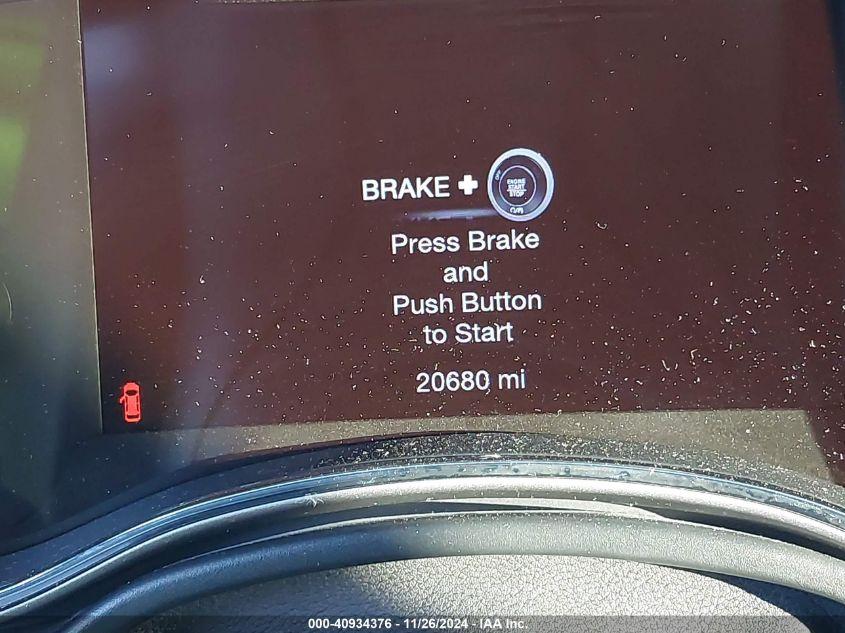 BRAKE +
OFF
ENGINE
START
STOP
Press Brake
and
Push Button
to Start
20680 mi
000-40934376 - 11/26/2024 - IAA Inc.